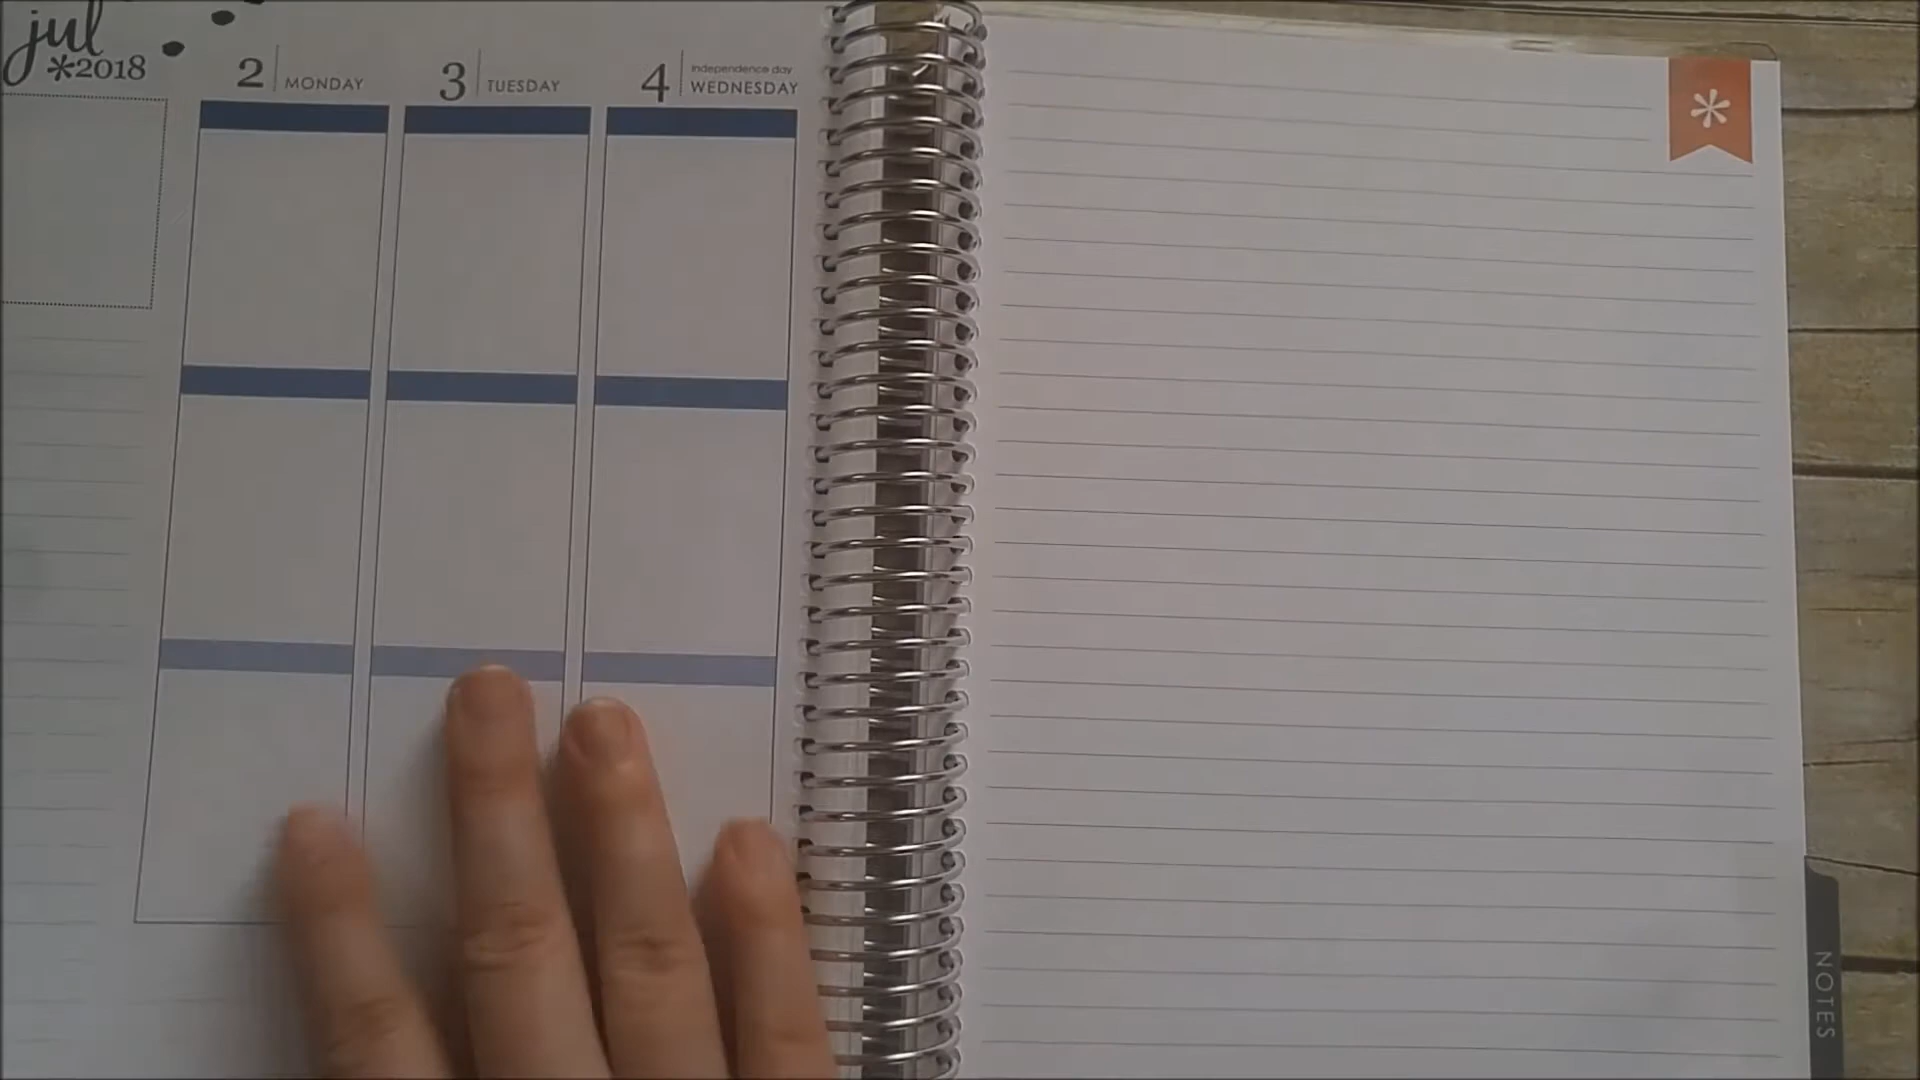 jul
*2018
2 MONDAY
3 TUESDAY
4 independence day
WEDNESDAY
*
NOTES